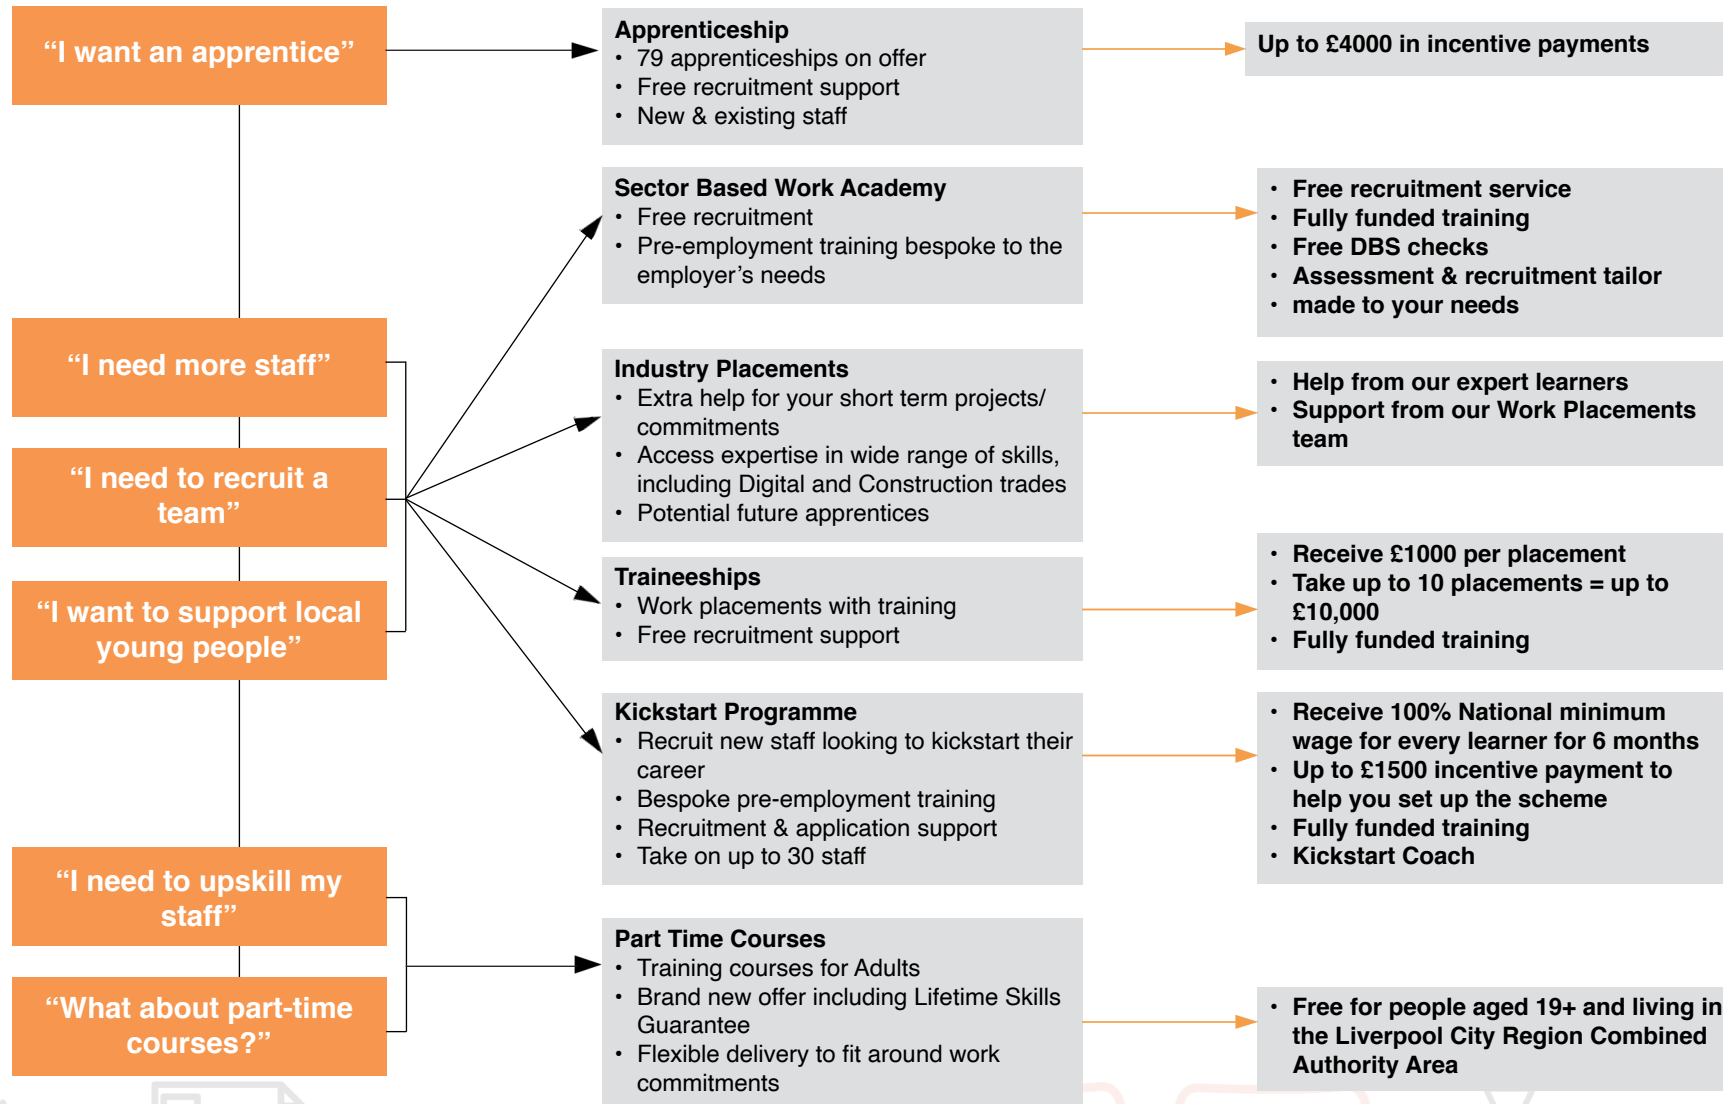 “I want an apprentice”
Apprenticeship
• 79 apprenticeships on offer
• Free recruitment support
• New & existing staff
Up to £4000 in incentive payments
Sector Based Work Academy
• Free recruitment
• Pre-employment training bespoke to the
employer’s needs
• Free recruitment service
• Fully funded training
• Free DBS checks
• Assessment & recruitment tailor
• made to your needs
“I need more staff”
“I need to recruit a
team”
“I want to support local
young people”
Industry Placements
• Extra help for your short term projects/
commitments
• Access expertise in wide range of skills,
including Digital and Construction trades
• Potential future apprentices
• Help from our expert learners
• Support from our Work Placements
team
Traineeships
• Work placements with training
• Free recruitment support
• Receive £1000 per placement
• Take up to 10 placements = up to
£10,000
• Fully funded training
Kickstart Programme
• Recruit new staff looking to kickstart their
career
• Bespoke pre-employment training
• Recruitment & application support
• Take on up to 30 staff
• Receive 100% National minimum
wage for every learner for 6 months
• Up to £1500 incentive payment to
help you set up the scheme
• Fully funded training
• Kickstart Coach
“I need to upskill my
staff”
“What about part-time
courses?”
Part Time Courses
• Training courses for Adults
• Brand new offer including Lifetime Skills
Guarantee
• Flexible delivery to fit around work
commitments
• Free for people aged 19+ and living in
the Liverpool City Region Combined
Authority Area